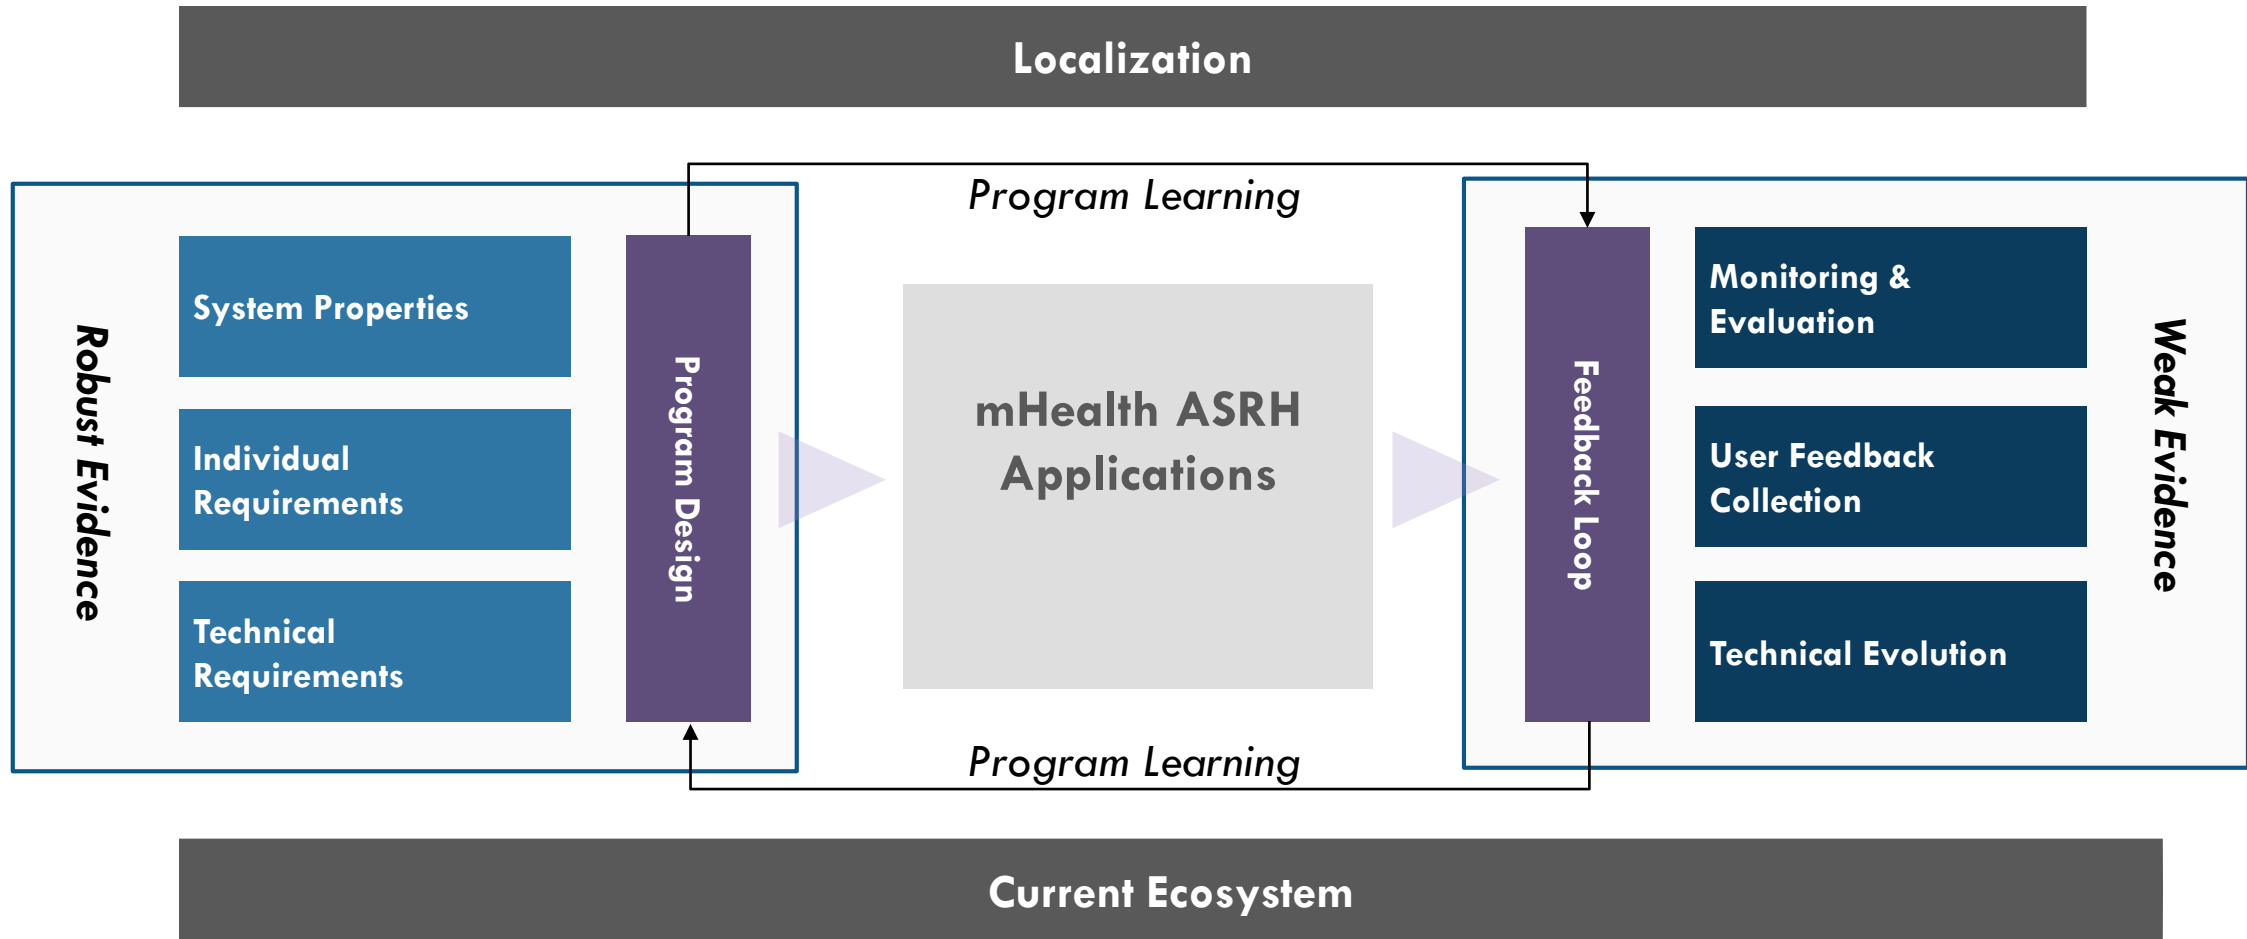 Localization
Program Learning
Robust Evidence
System Properties
Individual
Requirements
Technical
Requirements
Program Design
mHealth ASRH
Applications
Feedback Loop
Monitoring &
Evaluation
User Feedback
Collection
Technical Evolution
Weak Evidence
Program Learning
Current Ecosystem